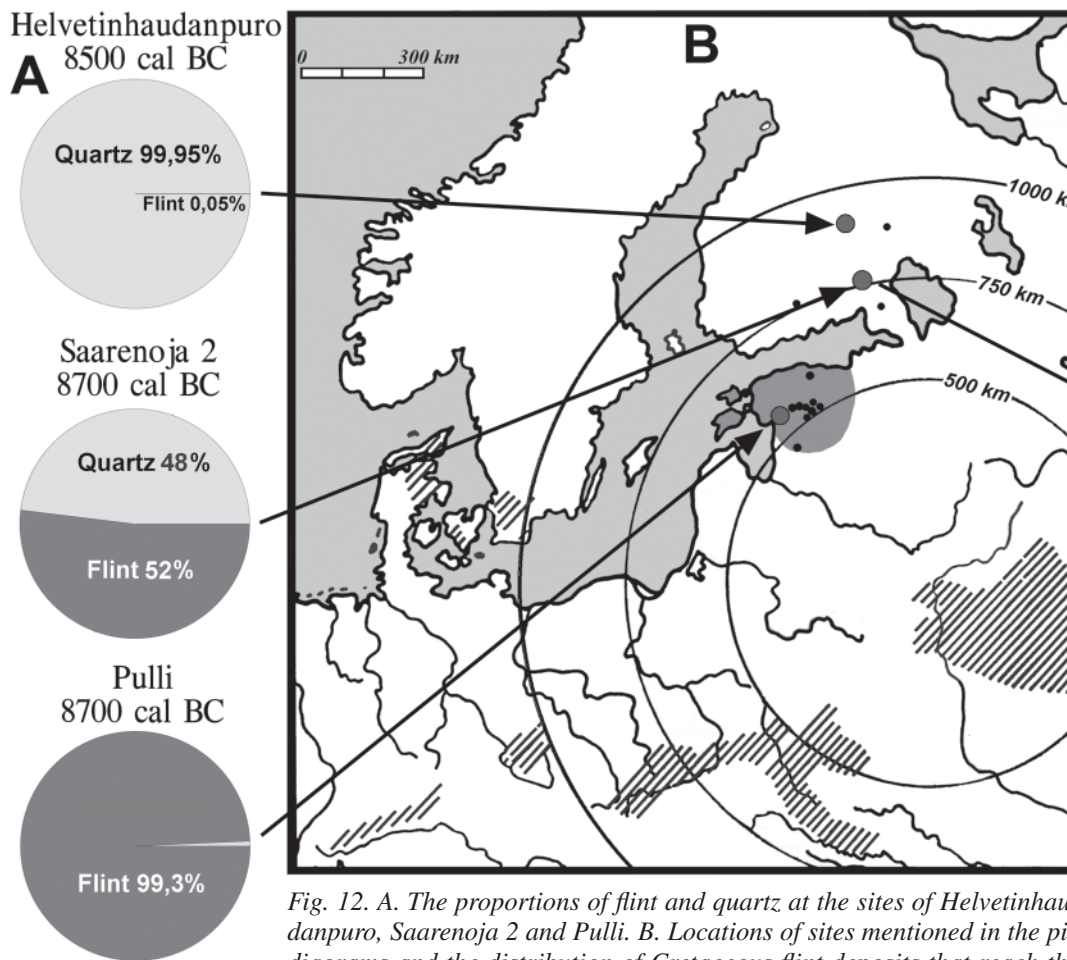 Helvetinhaudanpuro
8500 cal BC
A
Quartz 99,95%
Flint 0,05%
Saarenoja 2
8700 cal BC
Quartz 48%
Flint 52%
Pulli
8700 cal BC
Flint 99,3%
B
0 300 km
1000 k
750 km
500 km
Fig. 12. A. The proportions of flint and quartz at the sites of Helvetinhau
danpuro, Saarenoja 2 and Pulli. B. Locations of sites mentioned in the pi
diagrams and the distribution of Cretaceous flint deposits that reach th